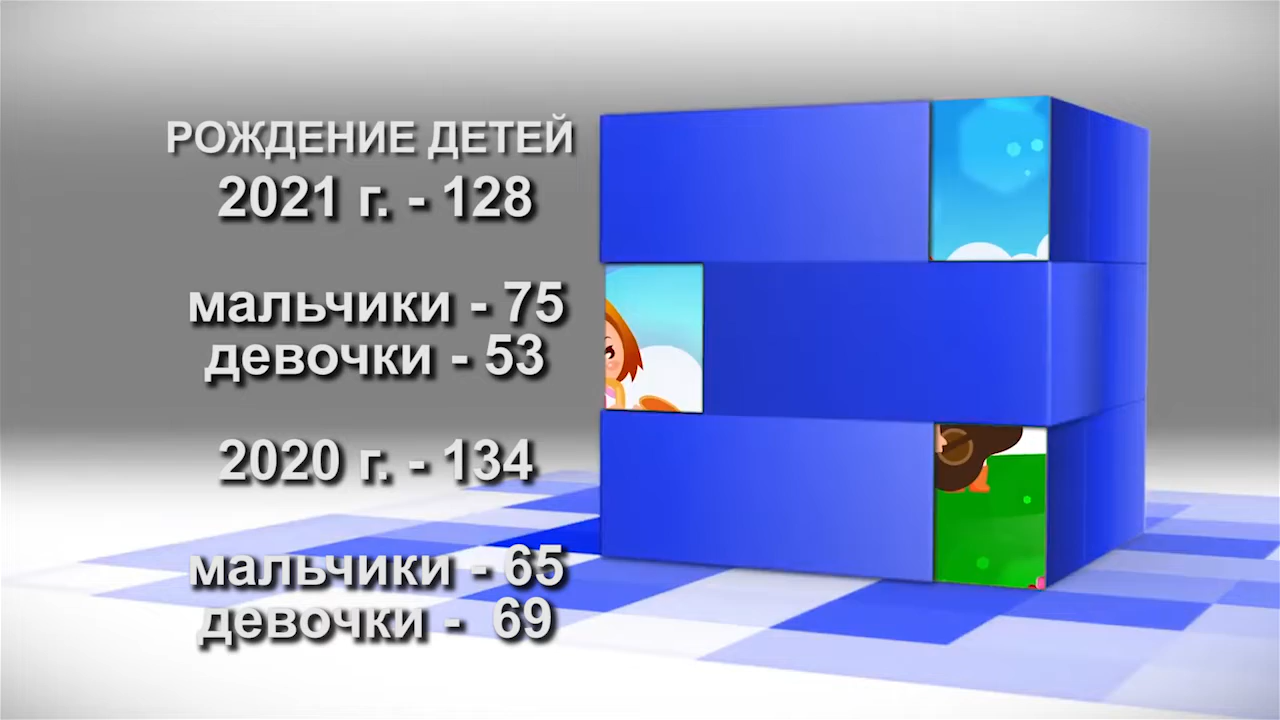 РОЖДЕНИЕ ДЕТЕЙ
2021 г. - 128
мальчики - 75
девочки - 53
2020 г. - 134
мальчики - 65
девочки - 69